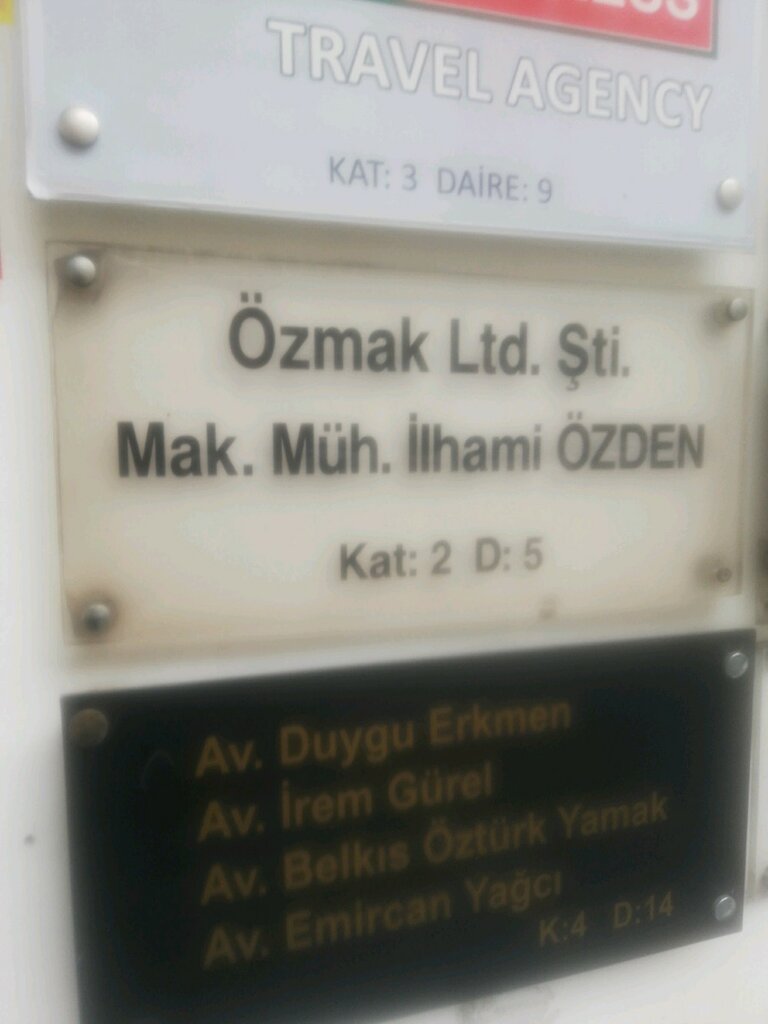 TRAVEL AGENCY
KAT: 3 DAİRE: 9
Özmak Ltd. Şti.
Mak. Müh. İlhami ÖZDEN
Kat: 2 D: 5
Av. Duygu Erkmen
Av. İrem Gürel
Av. Belkıs Öztürk Yamak
Av. Emircan Yağcı
K:4 D:14